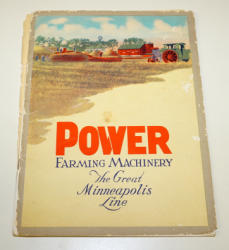 POWER
FARMING MACHINERY
The Great
Minneapolis
Line